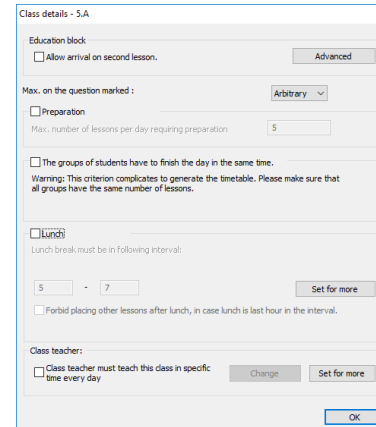 Class details - 5.A
Education block
Allow arrival on second lesson.
Advanced
Max. on the question marked :
Arbitrary
Preparation
Max. number of lessons per day requiring preparation
5
The groups of students have to finish the day in the same time.
Warning: This criterion complicates to generate the timetable. Please make sure that
all groups have the same number of lessons.
Lunch
Lunch break must be in following interval:
5 - 7
Set for more
Forbid placing other lessons after lunch, in case lunch is last hour in the interval.
Class teacher:
Class teacher must teach this class in specific
time every day
Change
Set for more
OK